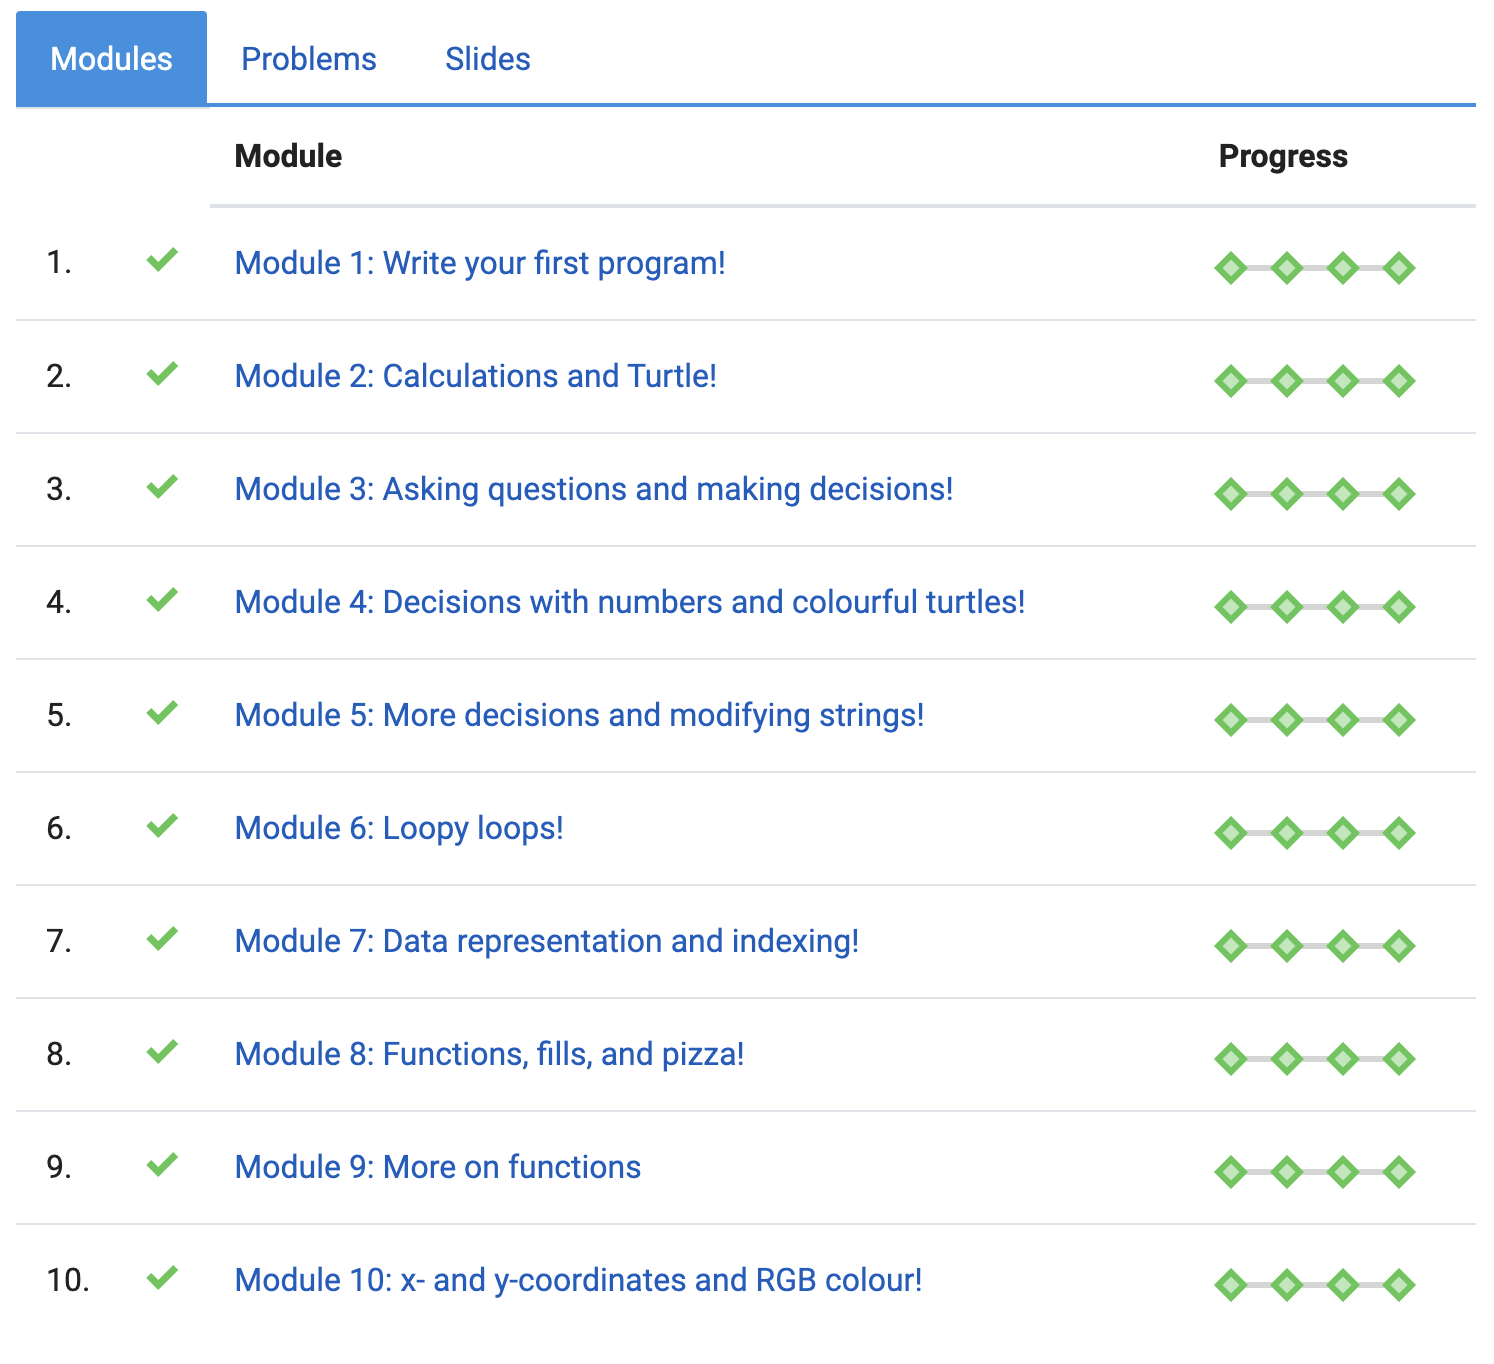 Modules Problems Slides
Module Progress
1. Module 1: Write your first program!
2. Module 2: Calculations and Turtle!
3. Module 3: Asking questions and making decisions!
4. Module 4: Decisions with numbers and colourful turtles!
5. Module 5: More decisions and modifying strings!
6. Module 6: Loopy loops!
7. Module 7: Data representation and indexing!
8. Module 8: Functions, fills, and pizza!
9. Module 9: More on functions
10. Module 10: x- and y-coordinates and RGB colour!